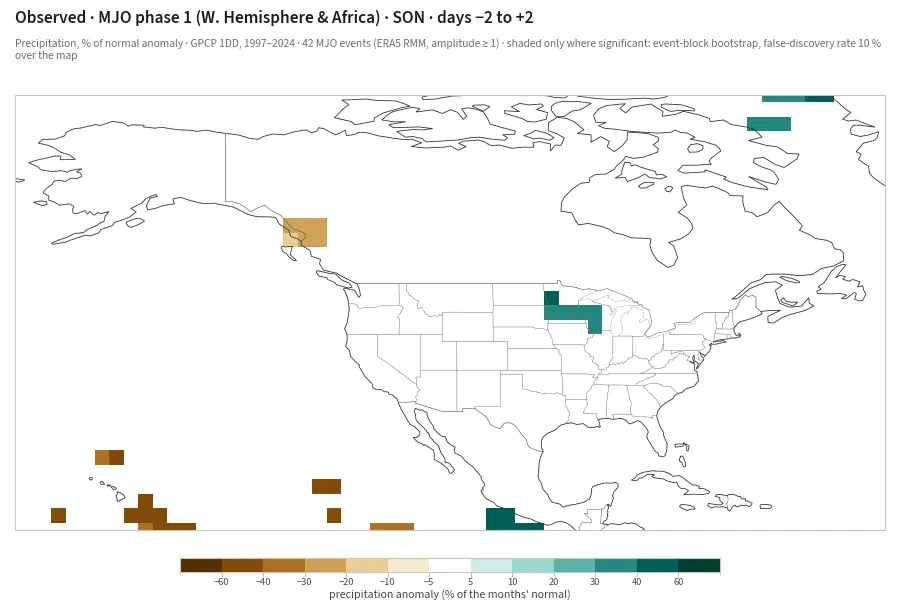 Observed · MJO phase 1 (W. Hemisphere & Africa) · SON · days −2 to +2
Precipitation, % of normal anomaly · GPCP 1DD, 1997–2024 · 42 MJO events (ERA5 RMM, amplitude ≥ 1) · shaded only where significant: event-block bootstrap, false-discovery rate 10 %
over the map
−60 −40 −30 −20 −10 −5 5 10 20 30 40 60
precipitation anomaly (% of the months' normal)